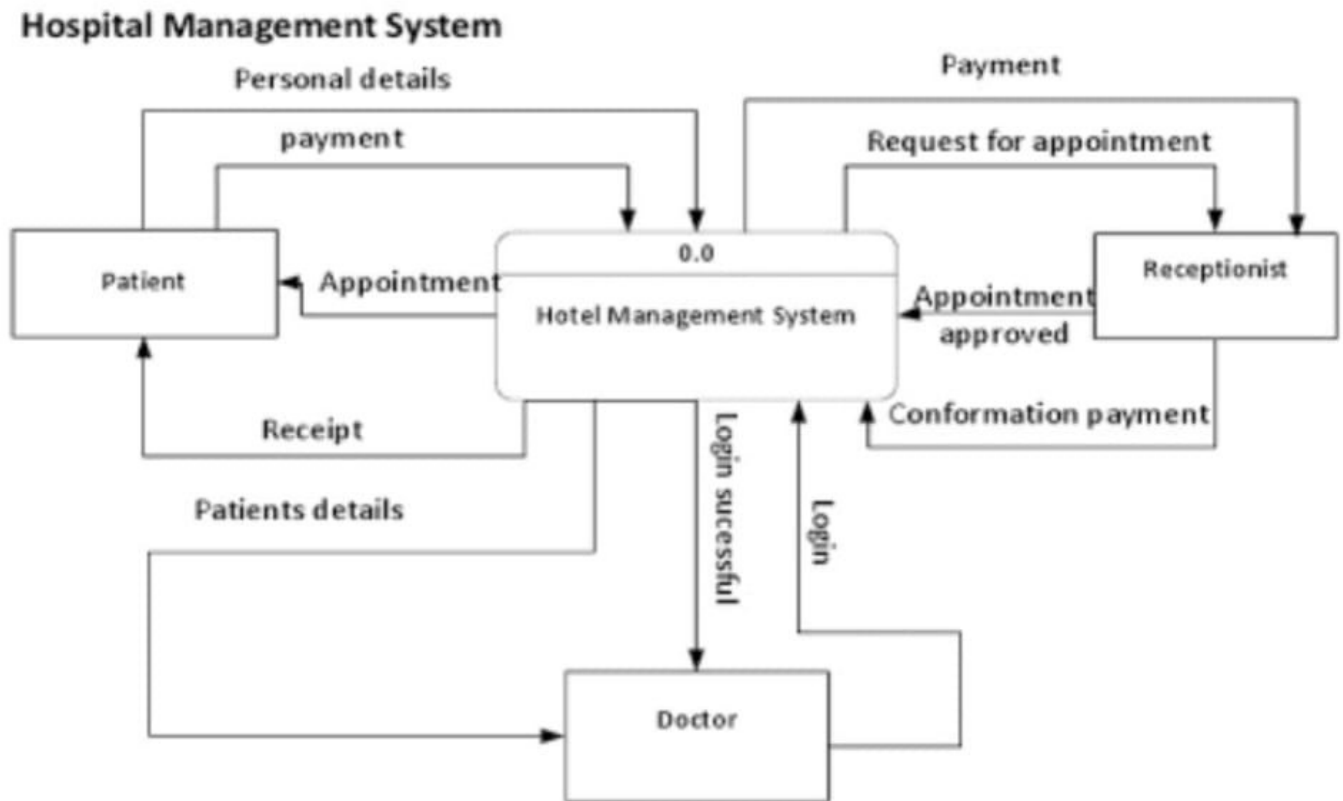 Hospital Management System
Personal details
Payment
payment
Request for appointment
0.0
Patient
Appointment
Hotel Management System
Receptionist
Appointment
approved
Receipt
Conformation payment
Login sucessful
Login
Patients details
Doctor